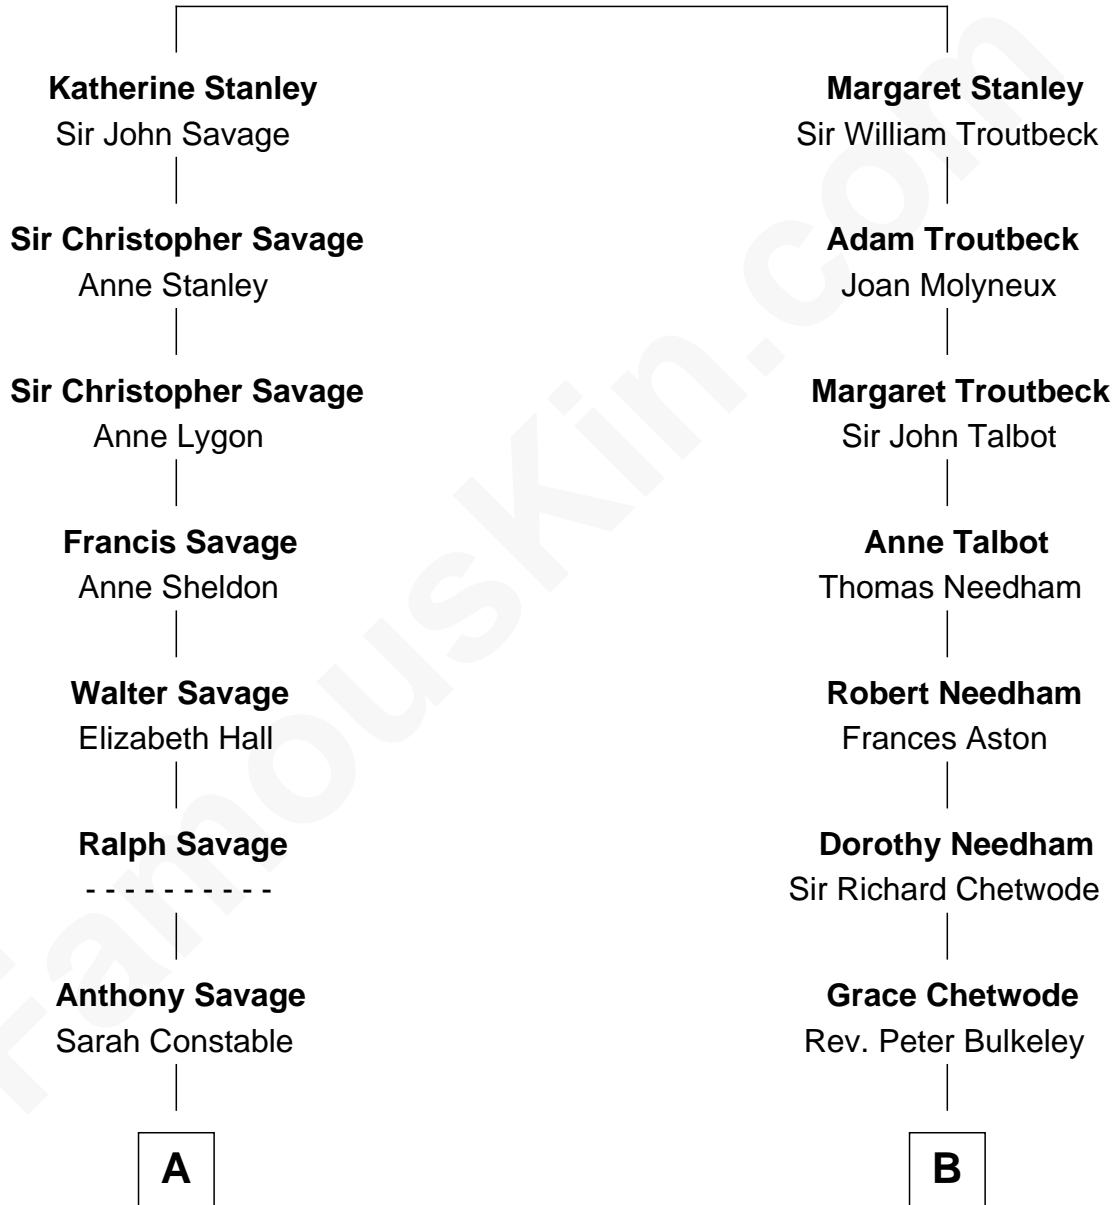 Katherine Stanley
Sir John Savage
Sir Christopher Savage
Anne Stanley
Sir Christopher Savage
Anne Lygon
Francis Savage
Anne Sheldon
Walter Savage
Elizabeth Hall
Ralph Savage
- - - - - - - - - -
Anthony Savage
Sarah Constable
A
Margaret Stanley
Sir William Troutbeck
Adam Troutbeck
Joan Molyneux
Margaret Troutbeck
Sir John Talbot
Anne Talbot
Thomas Needham
Robert Needham
Frances Aston
Dorothy Needham
Sir Richard Chetwode
Grace Chetwode
Rev. Peter Bulkeley
B
FamousKin.com